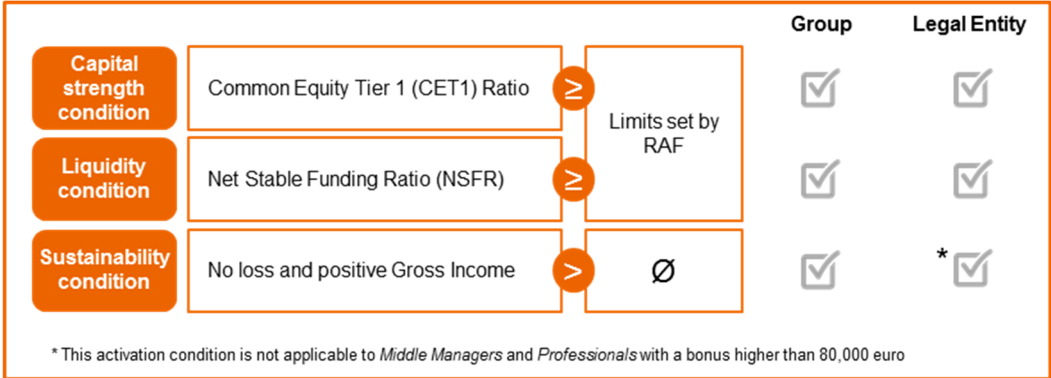 Group
Legal Entity
Capital
strength
condition
Common Equity Tier 1 (CET1) Ratio
≥
Limits set by
RAF
Liquidity
condition
Net Stable Funding Ratio (NSFR)
≥
Sustainability
condition
No loss and positive Gross Income
>
Ø
*
* This activation condition is not applicable to Middle Managers and Professionals with a bonus higher than 80,000 euro